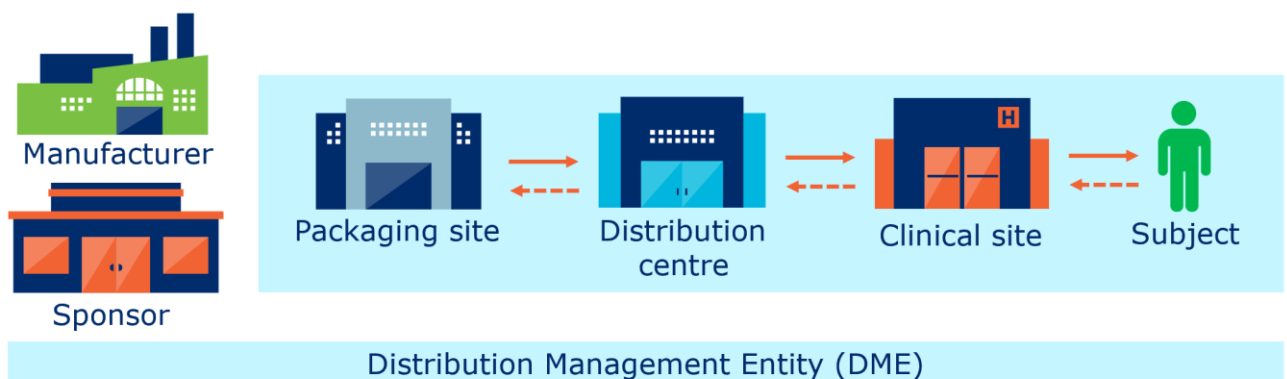 Manufacturer
Sponsor
Packaging site
Distribution
centre
H
Clinical site
Subject
Distribution Management Entity (DME)